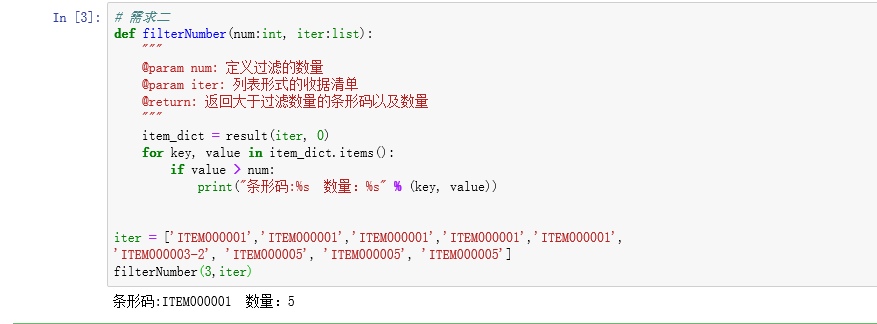 In [3]: # 需求二
def filterNumber(num:int, iter:list):
    """
    @param num: 定义过滤的数量
    @param iter: 列表形式的收据清单
    @return: 返回大于过滤数量的条形码以及数量
    """
    item_dict = result(iter, 0)
    for key, value in item_dict.items():
        if value > num:
            print("条形码:%s  数量：%s" % (key, value))
iter = ['ITEM000001','ITEM000001','ITEM000001','ITEM000001','ITEM000001',
'ITEM000003-2', 'ITEM000005', 'ITEM000005', 'ITEM000005']
filterNumber(3,iter)
条形码:ITEM000001  数量：5